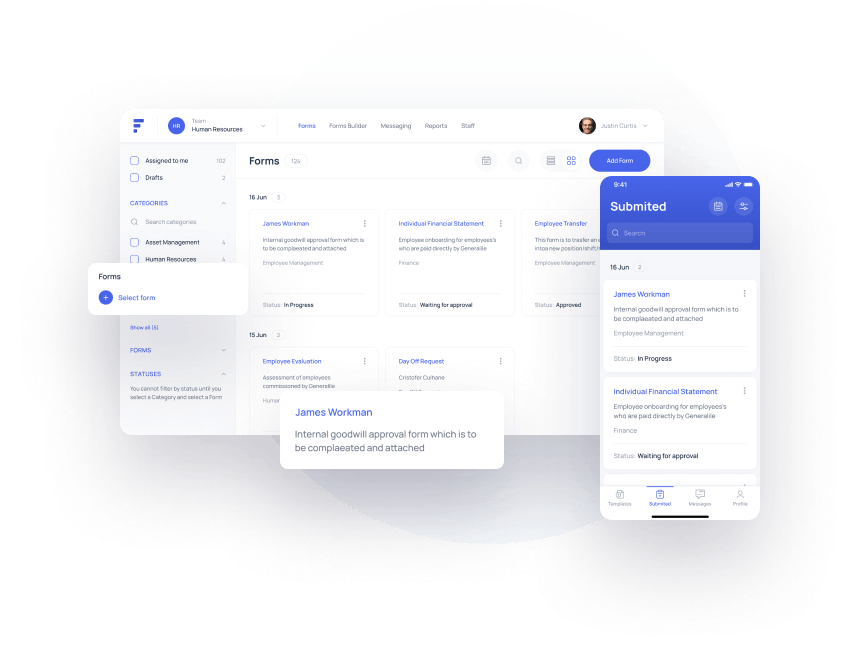 HR
Team
Human Resources
Forms
Forms Builder
Messaging
Reports
Staff
Justin Curtis
Assigned to me
102
Drafts
2
CATEGORIES
Search categories
Asset Management
4
Human Resources
4
Forms
Select form
Show all (5)
FORMS
STATUSES
You cannot filter by status until you
select a Category and select a Form
Forms
124
Add Form
16 Jun
3
James Workman
Internal goodwill approval form which is
to be complaeated and attached
Employee Management
Status: In Progress
Individual Financial Statement
Employee onboarding for employees's
who are paid directly by Generalile
Finance
Status: Waiting for approval
Employee Transfer
This form is to trasfer an
intoa new position/shift/
Employee Management
Status: Approved
15 Jun
2
Employee Evaluation
Assessment of employees
commissioned by Generalile
Day Off Request
Cristofer Culhane
James Workman
Internal goodwill approval form which is to
be complaeated and attached
9:41
Submited
Search
16 Jun
2
James Workman
Internal goodwill approval form which is to
be complaeated and attached
Employee Management
Status: In Progress
Individual Financial Statement
Employee onboarding for employees's
who are paid directly by Generalile
Finance
Status: Waiting for approval
Templates
Submited
Messages
Profile